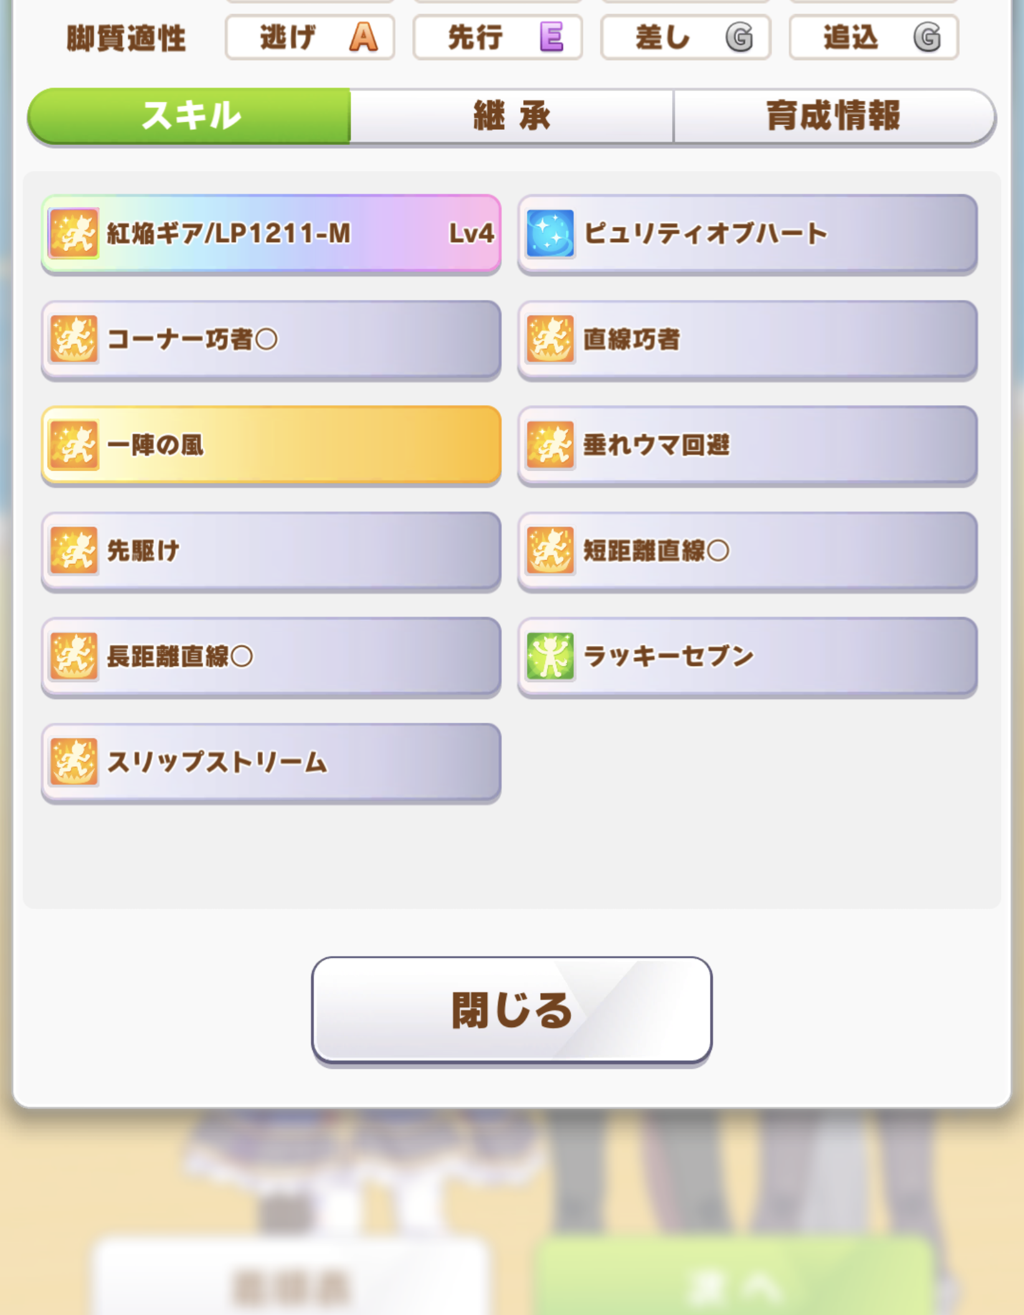 脚質適性 逃げ A 先行 E 差し G 追込 G
スキル 継承 育成情報
紅焔ギア/LP1211-M Lv4 ピュリティオブハート
コーナー巧者○ 直線巧者
一陣の風 垂れウマ回避
先駆け 短距離直線○
長距離直線○ ラッキーセブン
スリップストリーム
閉じる
次へ